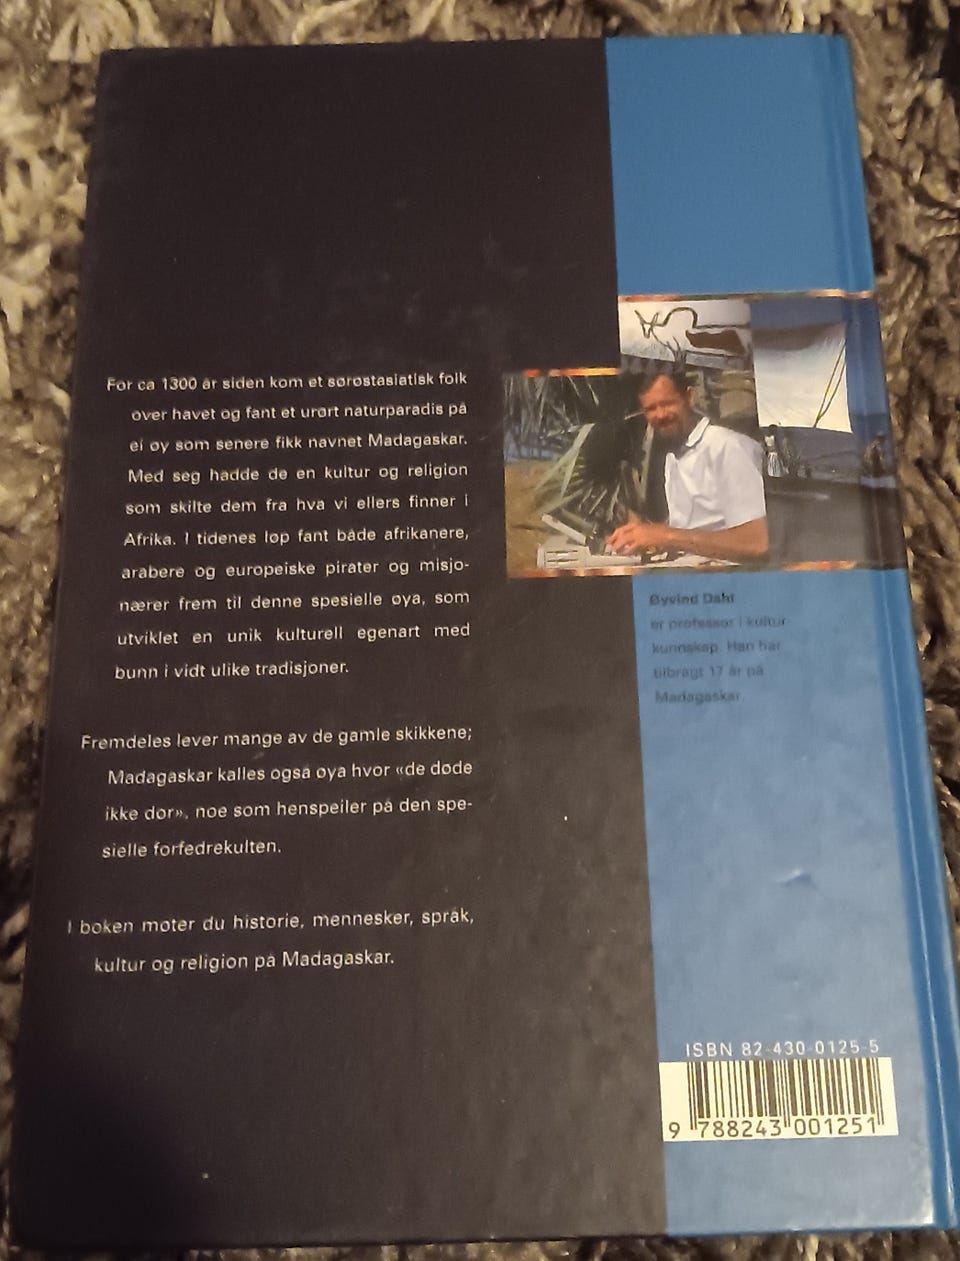 For ca 1300 år siden kom et sørøstasiatisk folk
over havet og fant et urørt naturparadis på
ei øy som senere fikk navnet Madagaskar.
Med seg hadde de en kultur og religion
som skilte dem fra hva vi ellers finner i
Afrika. I tidenes løp fant både afrikanere,
arabere og europeiske pirater og misjo-
nærer frem til denne spesielle øya, som
utviklet en unik kulturell egenart med
bunn i vidt ulike tradisjoner.
Fremdeles lever mange av de gamle skikkene;
Madagaskar kalles også øya hvor «de døde
ikke dør», noe som henspeiler på den spe-
sielle forfedrekulten.
I boken møter du historie, mennesker, språk,
kultur og religion på Madagaskar.
Øyvind Dahl
er professor i kultur-
kunnskap. Han har
tilbragt 17 år på
Madagaskar.
ISBN 82-430-0125-5
9 788243 001251